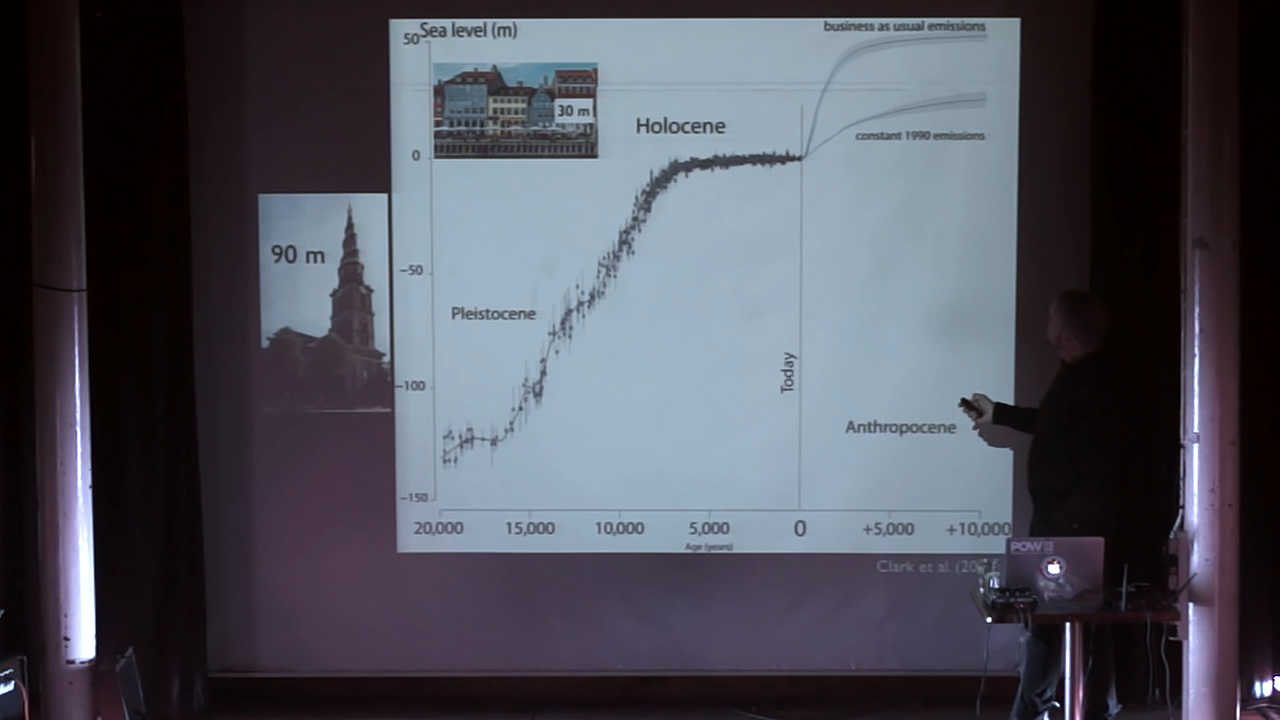 Sea level (m)
business as usual emissions
50
30 m
Holocene
constant 1990 emissions
0
90 m
-50
Pleistocene
Today
-100
Anthropocene
-150
20,000 15,000 10,000 5,000 0 +5,000 +10,000
Age (years)
Clark et al.
POW